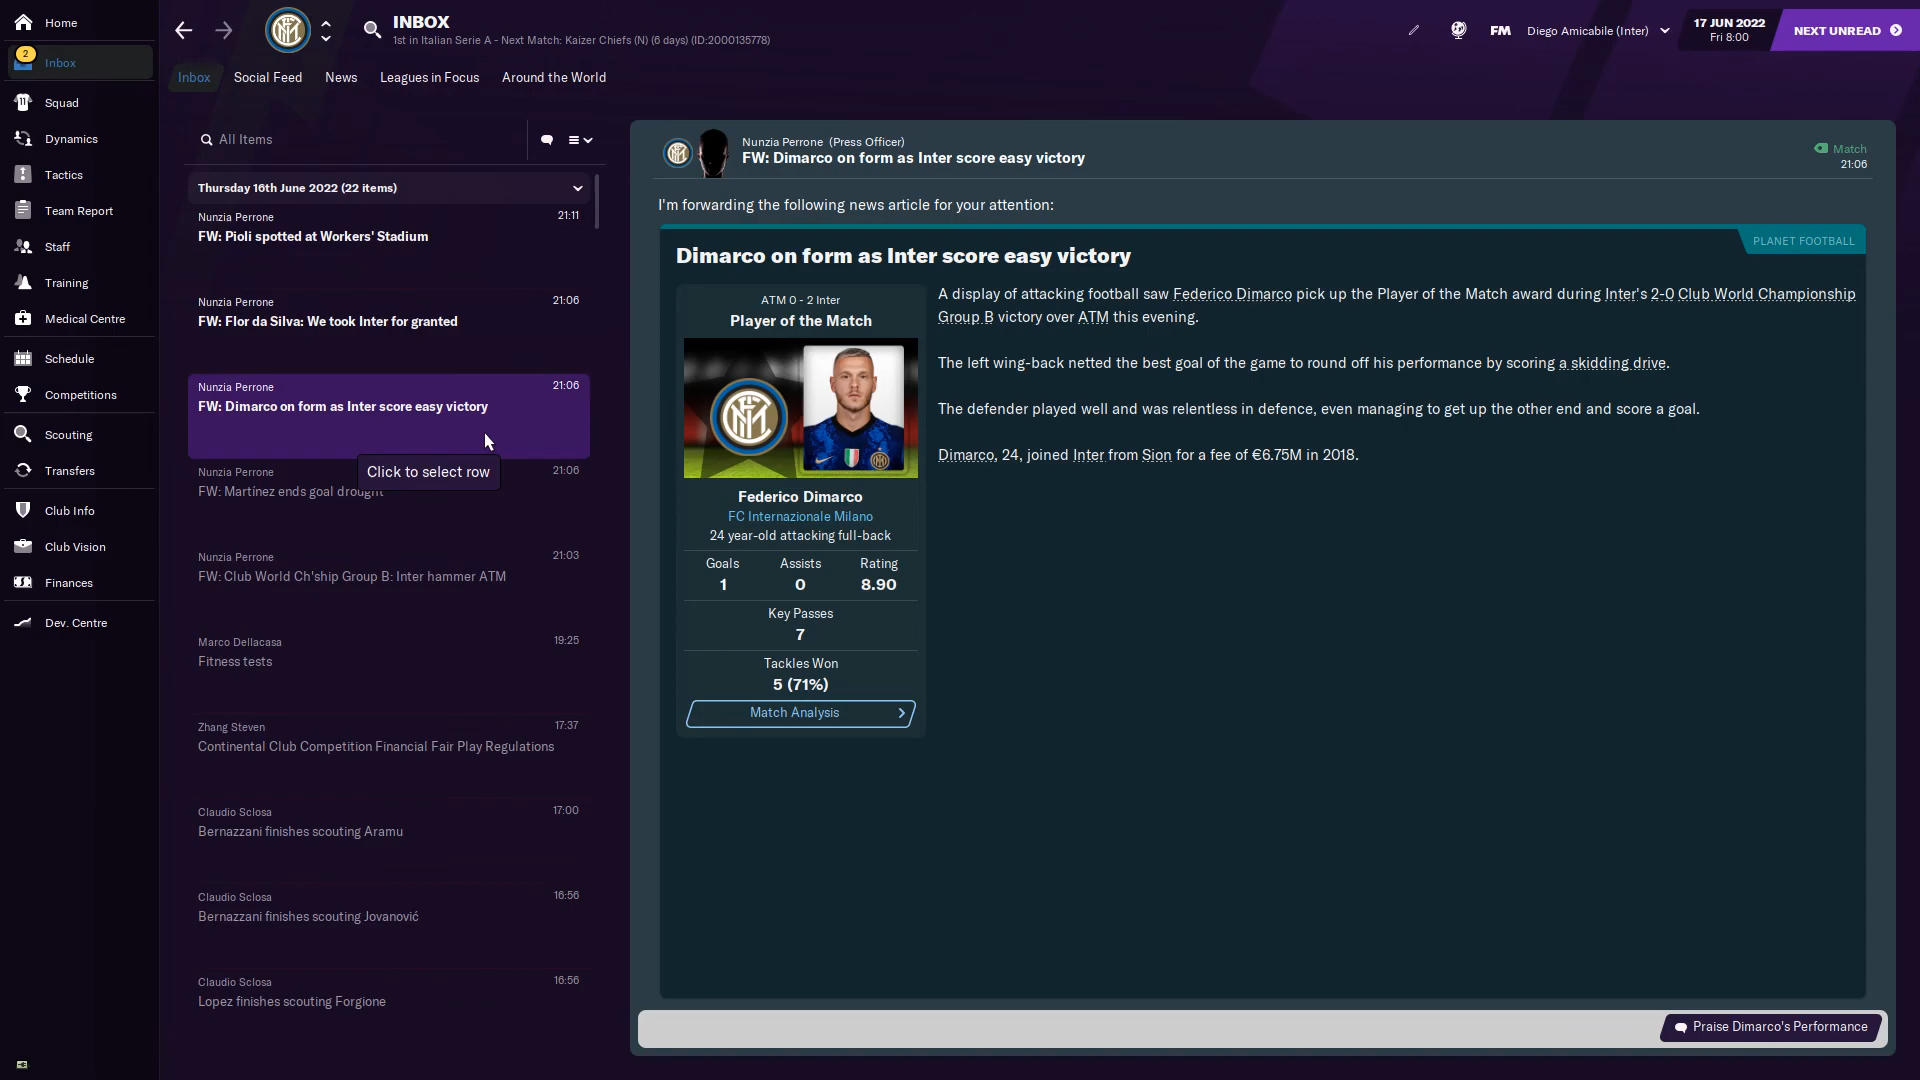 Home
2
Inbox
Squad
Dynamics
Tactics
Team Report
Staff
Training
Medical Centre
Schedule
Competitions
Scouting
Transfers
Club Info
Club Vision
Finances
Dev. Centre
INBOX
1st in Italian Serie A - Next Match: Kaizer Chiefs (N) (6 days) (ID:2000135778)
FM
Diego Amicabile (Inter)
17 JUN 2022
Fri 8:00
NEXT UNREAD
Inbox
Social Feed
News
Leagues in Focus
Around the World
All Items
Thursday 16th June 2022 (22 items)
Nunzia Perrone 21:11
FW: Pioli spotted at Workers' Stadium
Nunzia Perrone 21:06
FW: Flor da Silva: We took Inter for granted
Nunzia Perrone 21:06
FW: Dimarco on form as Inter score easy victory
Click to select row
Nunzia Perrone 21:06
FW: Martínez ends goal drought
Nunzia Perrone 21:03
FW: Club World Ch'ship Group B: Inter hammer ATM
Marco Dellacasa 19:25
Fitness tests
Zhang Steven 17:37
Continental Club Competition Financial Fair Play Regulations
Claudio Sclosa 17:00
Bernazzani finishes scouting Aramu
Claudio Sclosa 16:56
Bernazzani finishes scouting Jovanović
Claudio Sclosa 16:56
Lopez finishes scouting Forgione
Nunzia Perrone (Press Officer)
FW: Dimarco on form as Inter score easy victory
Match
21:06
I'm forwarding the following news article for your attention:
PLANET FOOTBALL
Dimarco on form as Inter score easy victory
ATM 0 - 2 Inter
Player of the Match
Federico Dimarco
FC Internazionale Milano
24 year-old attacking full-back
Goals Assists Rating
1 0 8.90
Key Passes
7
Tackles Won
5 (71%)
Match Analysis
A display of attacking football saw Federico Dimarco pick up the Player of the Match award during Inter's 2-0 Club World Championship
Group B victory over ATM this evening.
The left wing-back netted the best goal of the game to round off his performance by scoring a skidding drive.
The defender played well and was relentless in defence, even managing to get up the other end and score a goal.
Dimarco, 24, joined Inter from Sion for a fee of €6.75M in 2018.
Praise Dimarco's Performance